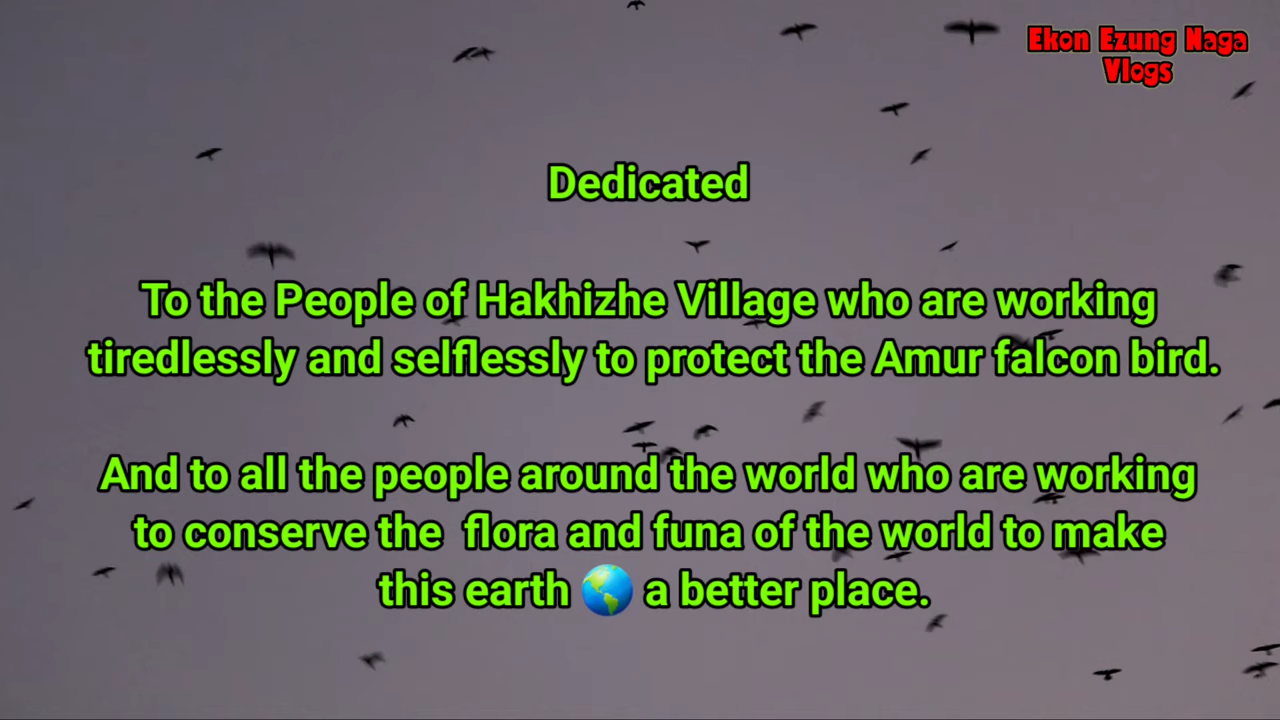 Ekon Ezung Naga
Vlogs
Dedicated
To the People of Hakhizhe Village who are working
tiredlessly and selflessly to protect the Amur falcon bird.
And to all the people around the world who are working
to conserve the  flora and funa of the world to make
this earth 🌎 a better place.